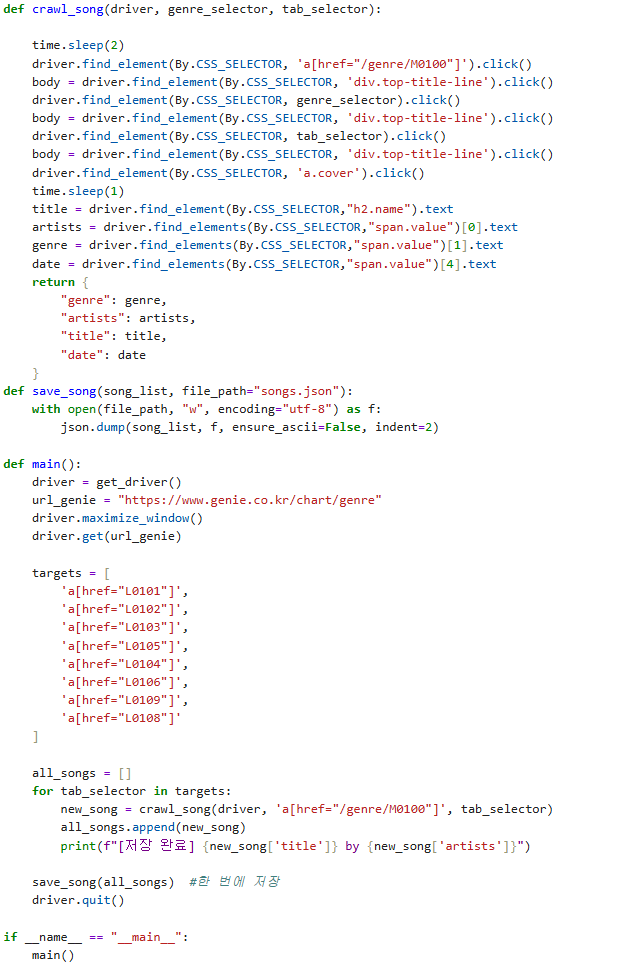 def crawl_song(driver, genre_selector, tab_selector):
time.sleep(2)
driver.find_element(By.CSS_SELECTOR, 'a[href="/genre/M0100"]').click()
body = driver.find_element(By.CSS_SELECTOR, 'div.top-title-line').click()
driver.find_element(By.CSS_SELECTOR, genre_selector).click()
body = driver.find_element(By.CSS_SELECTOR, 'div.top-title-line').click()
driver.find_element(By.CSS_SELECTOR, tab_selector).click()
body = driver.find_element(By.CSS_SELECTOR, 'div.top-title-line').click()
driver.find_element(By.CSS_SELECTOR, 'a.cover').click()
time.sleep(1)
title = driver.find_element(By.CSS_SELECTOR,"h2.name").text
artists = driver.find_elements(By.CSS_SELECTOR,"span.value")[0].text
genre = driver.find_elements(By.CSS_SELECTOR,"span.value")[1].text
date = driver.find_elements(By.CSS_SELECTOR,"span.value")[4].text
return {
"genre": genre,
"artists": artists,
"title": title,
"date": date
}
def save_song(song_list, file_path="songs.json"):
with open(file_path, "w", encoding="utf-8") as f:
json.dump(song_list, f, ensure_ascii=False, indent=2)
def main():
driver = get_driver()
url_genie = "https://www.genie.co.kr/chart/genre"
driver.maximize_window()
driver.get(url_genie)
targets = [
'a[href="L0101"]',
'a[href="L0102"]',
'a[href="L0103"]',
'a[href="L0105"]',
'a[href="L0104"]',
'a[href="L0106"]',
'a[href="L0109"]',
'a[href="L0108"]'
]
all_songs = []
for tab_selector in targets:
new_song = crawl_song(driver, 'a[href="/genre/M0100"]', tab_selector)
all_songs.append(new_song)
print(f"[저장 완료] {new_song['title']} by {new_song['artists']}")
save_song(all_songs)  #한 번에 저장
driver.quit()
if __name__ == "__main__":
main()